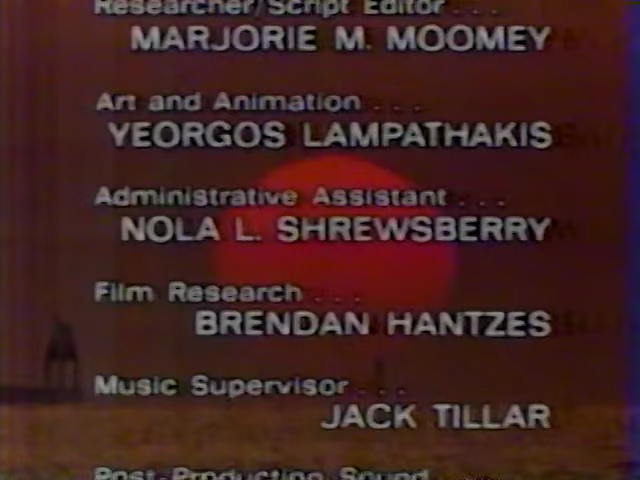 Researcher/Script Editor . . .
MARJORIE M. MOOMEY
Art and Animation . . .
YEORGOS LAMPATHAKIS
Administrative Assistant . . .
NOLA L. SHREWSBERRY
Film Research . . .
BRENDAN HANTZES
Music Supervisor . . .
JACK TILLAR
Post-Production Sound